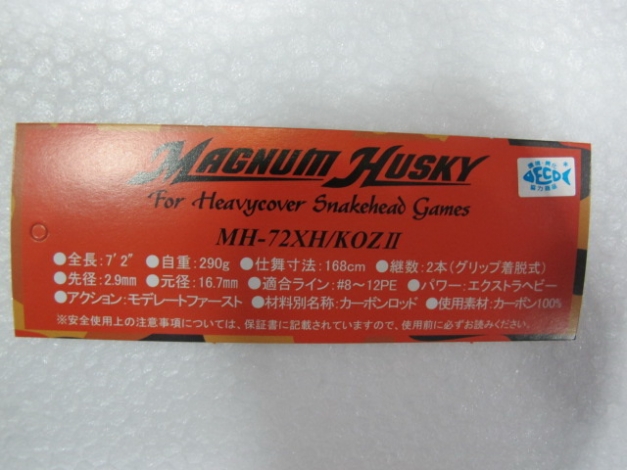 MAGNUM HUSKY
For Heavycover Snakehead Games
MH-72XH/KOZⅡ
●全長:7'2" ●自重:290g ●仕舞寸法:168cm ●継数:2本(グリップ着脱式)
●先径:2.9mm ●元径:16.7mm ●適合ライン:#8～12PE ●パワー:エクストラヘビー
●アクション:モデレートファースト ●材料別名称:カーボンロッド ●使用素材:カーボン100%
※安全使用上の注意事項については、保証書に記載されていますので、使用前に必ずお読みください。
ECO